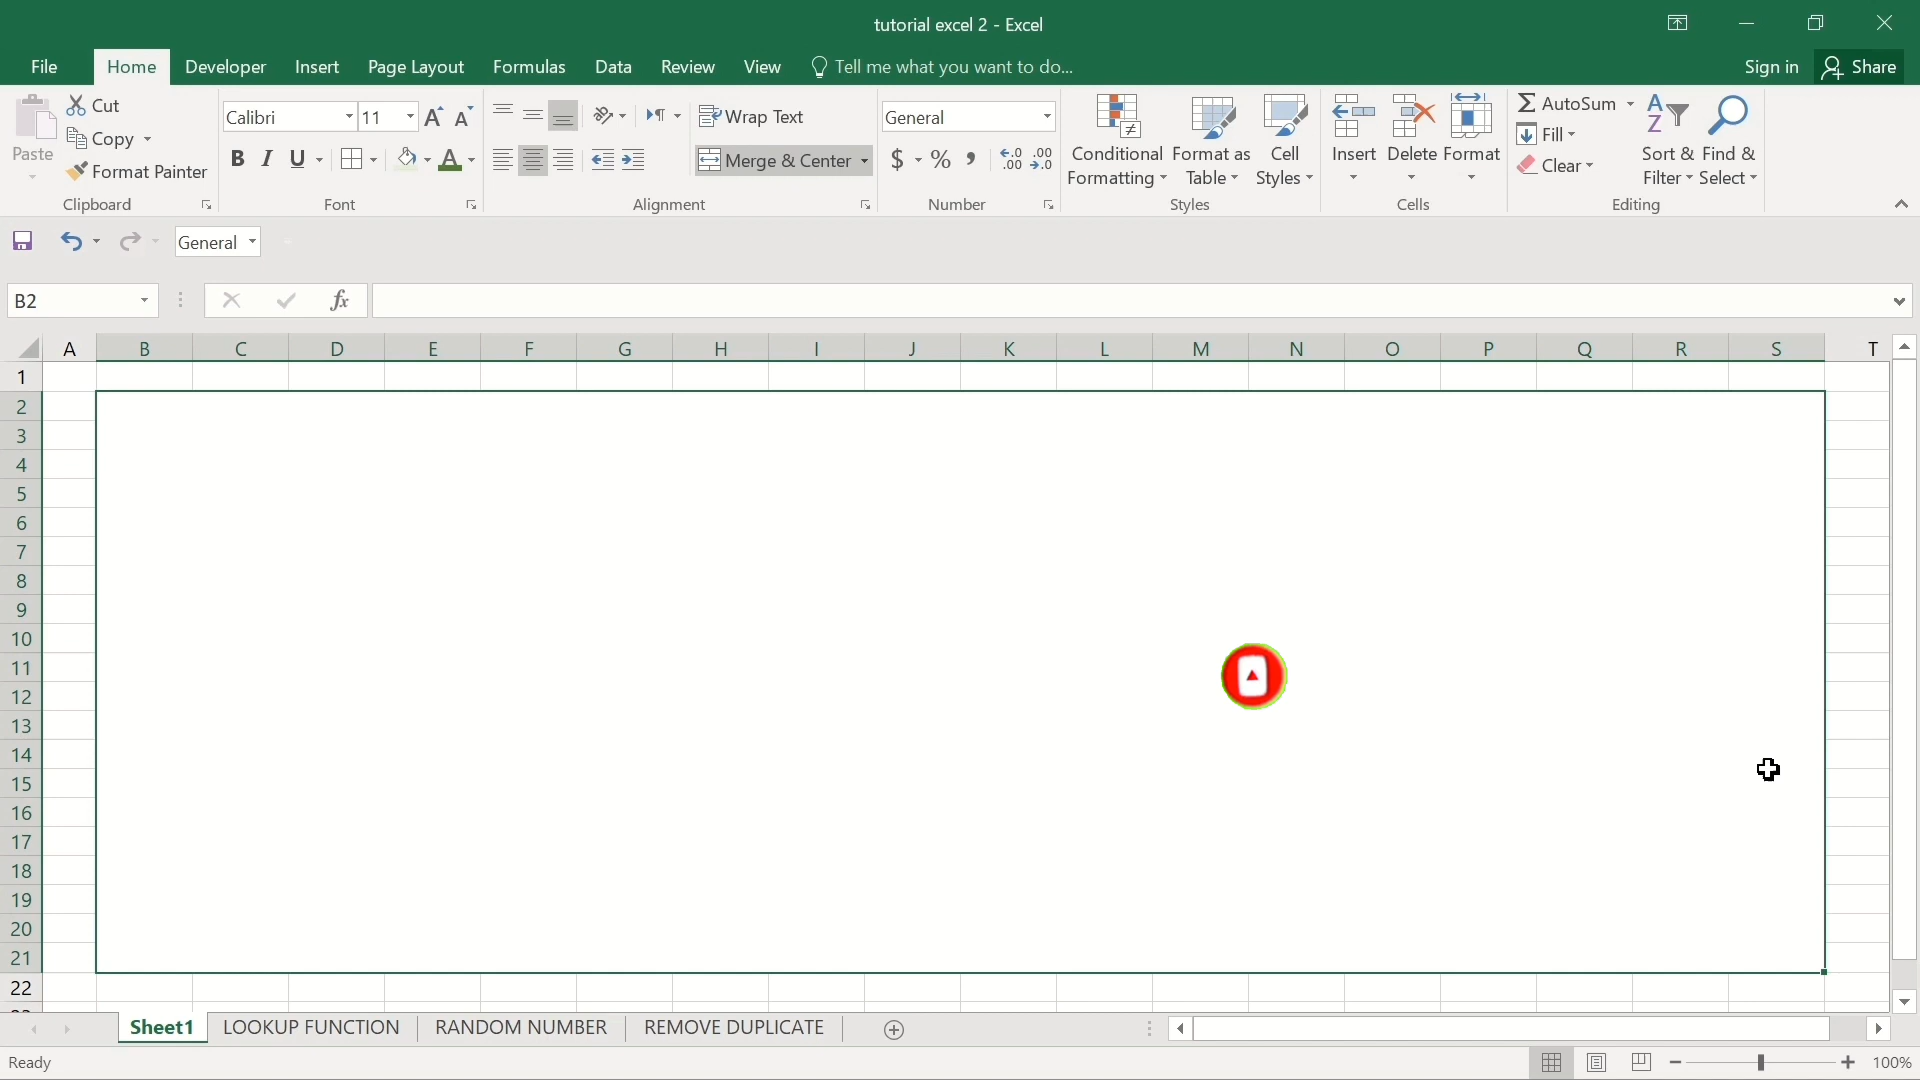 tutorial excel 2 - Excel
File Home Developer Insert Page Layout Formulas Data Review View Tell me what you want to do... Sign in Share
Paste
Cut
Copy
Format Painter
Clipboard
Calibri 11
B I U A
Font
Wrap Text
Merge & Center
Alignment
General
$ % ,
Number
Conditional Formatting
Format as Table
Cell Styles
Styles
Insert
Delete
Format
Cells
AutoSum
Fill
Clear
Sort & Filter
Find & Select
Editing
General
B2 fx
A B C D E F G H I J K L M N O P Q R S T
1
2
3
4
5
6
7
8
9
10
11
12
13
14
15
16
17
18
19
20
21
22
Sheet1 LOOKUP FUNCTION RANDOM NUMBER REMOVE DUPLICATE
Ready 100%